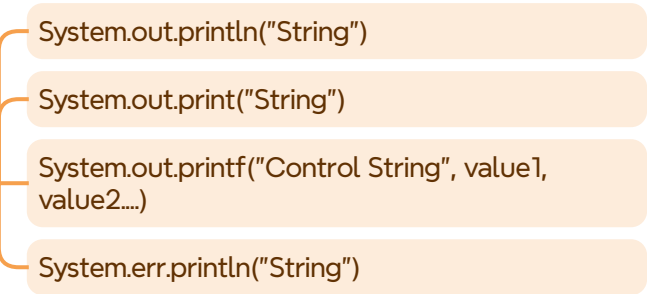 System.out.println("String")
System.out.print("String")
System.out.printf("Control String", value1,
value2....)
System.err.println("String")